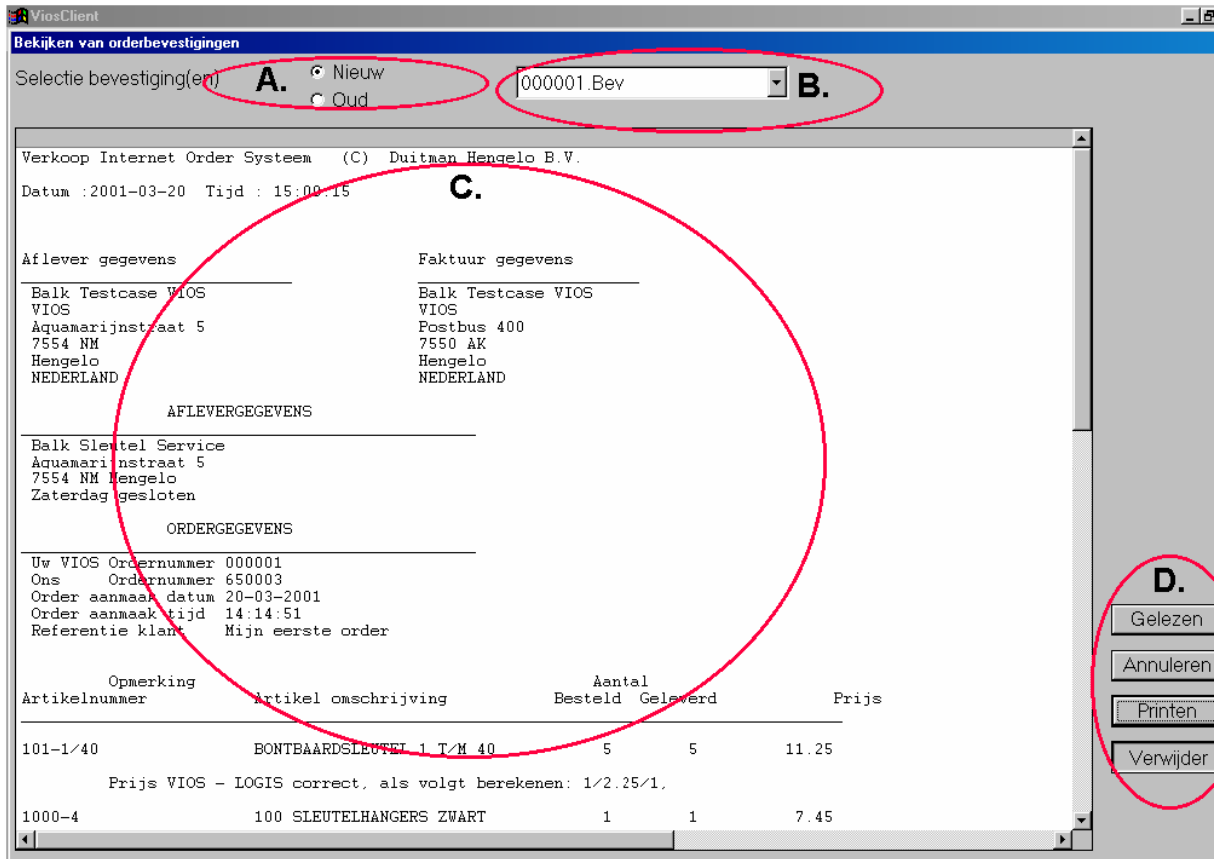 ViosClient
Bekijken van orderbevestigingen
Selectie bevestiging(en) A. Nieuw 000001.Bev B.
Oud
Verkoop Internet Order Systeem (C) Duitman Hengelo B.V.
C.
Datum :2001-03-20 Tijd : 15:09:15
Aflever gegevens Faktuur gegevens
Balk Testcase VIOS Balk Testcase VIOS
VIOS VIOS
Aquamarijnstraat 5 Postbus 400
7554 NM 7550 AK
Hengelo Hengelo
NEDERLAND NEDERLAND
AFLEVERGEGEVENS
Balk Sleutel Service
Aquamarijnstraat 5
7554 NM Hengelo
Zaterdag gesloten
ORDERGEGEVENS
Uw VIOS Ordernummer 000001
Ons Ordernummer 650003
Order aanmaak datum 20-03-2001
Order aanmaak tijd 14:14:51
Referentie klant Mijn eerste order
Opmerking Aantal
Artikelnummer Artikel omschrijving Besteld Geleverd Prijs
101-1/40 BONTBAARDSLEUTEL 1 T/M 40 5 5 11.25
Prijs VIOS - LOGIS correct, als volgt berekenen: 1/2.25/1,
1000-4 100 SLEUTELHANGERS ZWART 1 1 7.45
D.
Gelezen
Annuleren
Printen
Verwijder